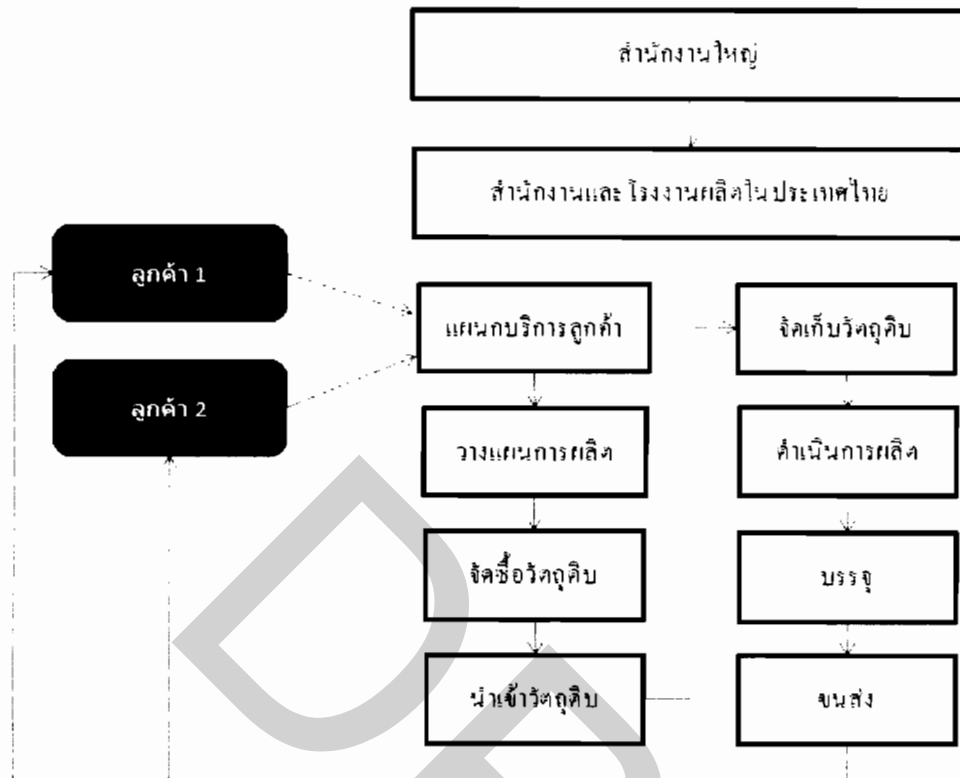 สำนักงานใหญ่
สำนักงานและโรงงานผลิตในประเทศไทย
ลูกค้า 1
ลูกค้า 2
แผนกบริการลูกค้า
วางแผนการผลิต
จัดซื้อวัตถุดิบ
นำเข้าวัตถุดิบ
จัดเก็บวัตถุดิบ
ดำเนินการผลิต
บรรจุ
ขนส่ง